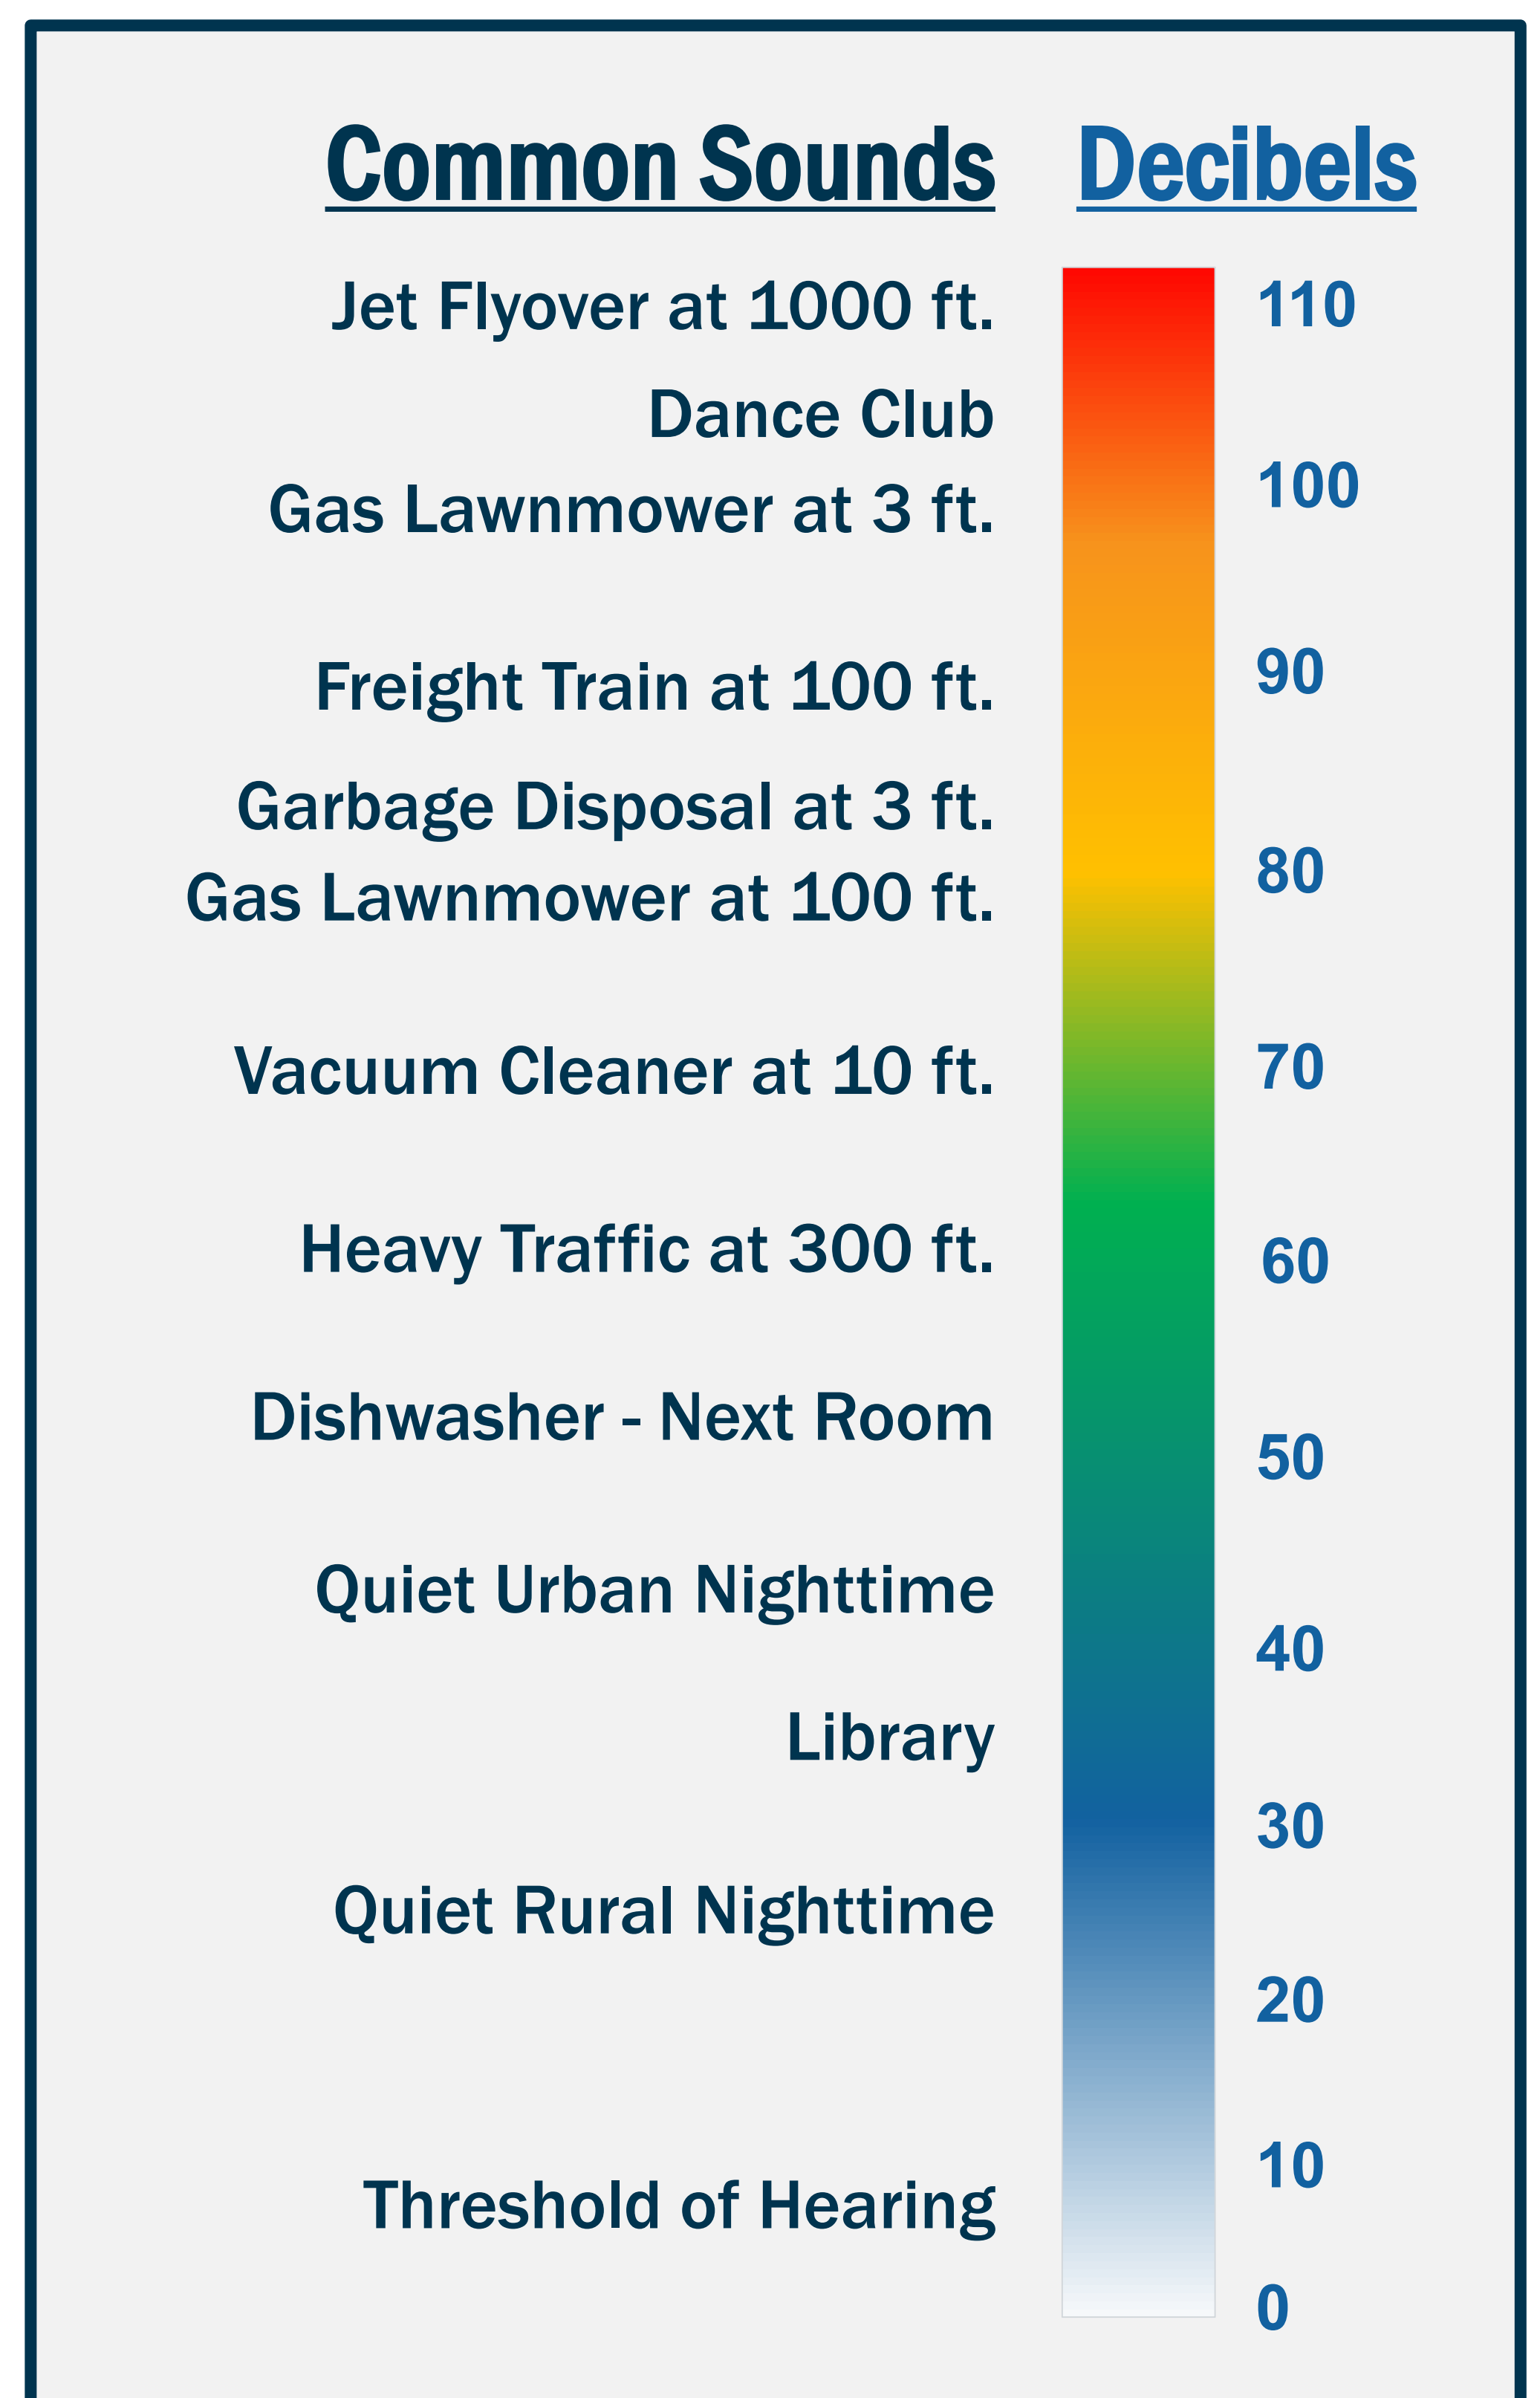 Common Sounds Decibels
Jet Flyover at 1000 ft. 110
Dance Club
100
Gas Lawnmower at 3 ft.
Freight Train at 100 ft. 90
Garbage Disposal at 3 ft.
80
Gas Lawnmower at 100 ft.
Vacuum Cleaner at 10 ft. 70
Heavy Traffic at 300 ft. 60
Dishwasher - Next Room
50
Quiet Urban Nighttime
40
Library
30
Quiet Rural Nighttime
20
10
Threshold of Hearing
0